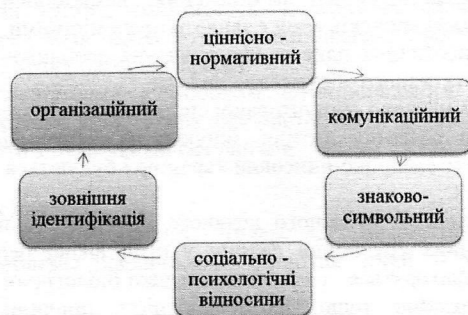 ціннісно -
нормативний
організаційний
комунікаційний
зовнішня
ідентифікація
знаково-
символьний
соціально -
психологічні
відносини